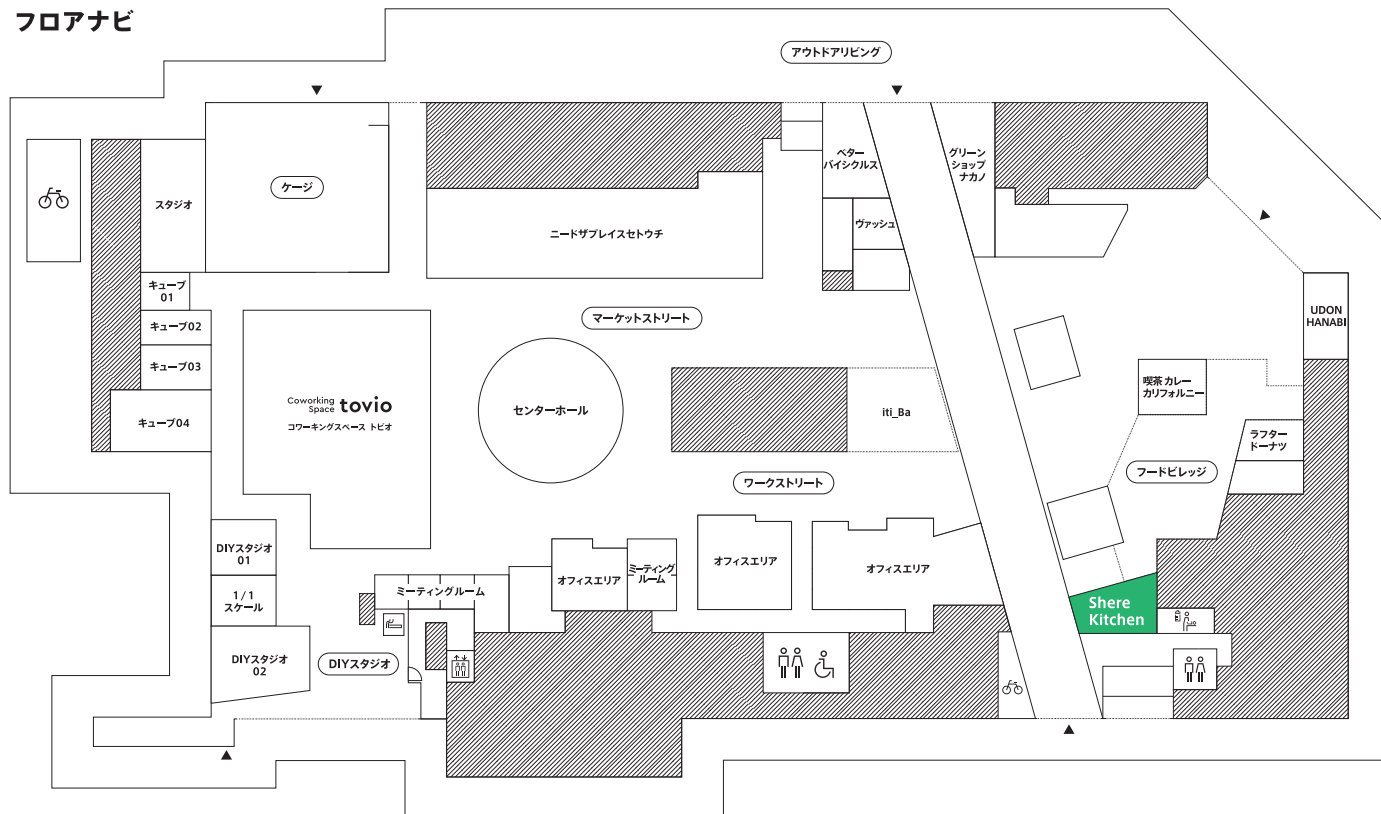 フロアナビ
アウトドアリビング
ベター
バイシクルス
グリーン
ショップ
ナカノ
スタジオ
ケージ
ニードザプレイスセトウチ
ヴァッシュ
キューブ
01
キューブ02
キューブ03
キューブ04
マーケットストリート
UDON
HANABI
Coworking
Space tovio
コワーキングスペース トビオ
センターホール
iti_Ba
喫茶 カレー
カリフォルニー
ラフター
ドーナツ
フードビレッジ
ワークストリート
DIYスタジオ
01
1/1
スケール
DIYスタジオ
02
DIYスタジオ
ミーティングルーム
オフィスエリア
ミーティング
ルーム
オフィスエリア
オフィスエリア
Shere
Kitchen